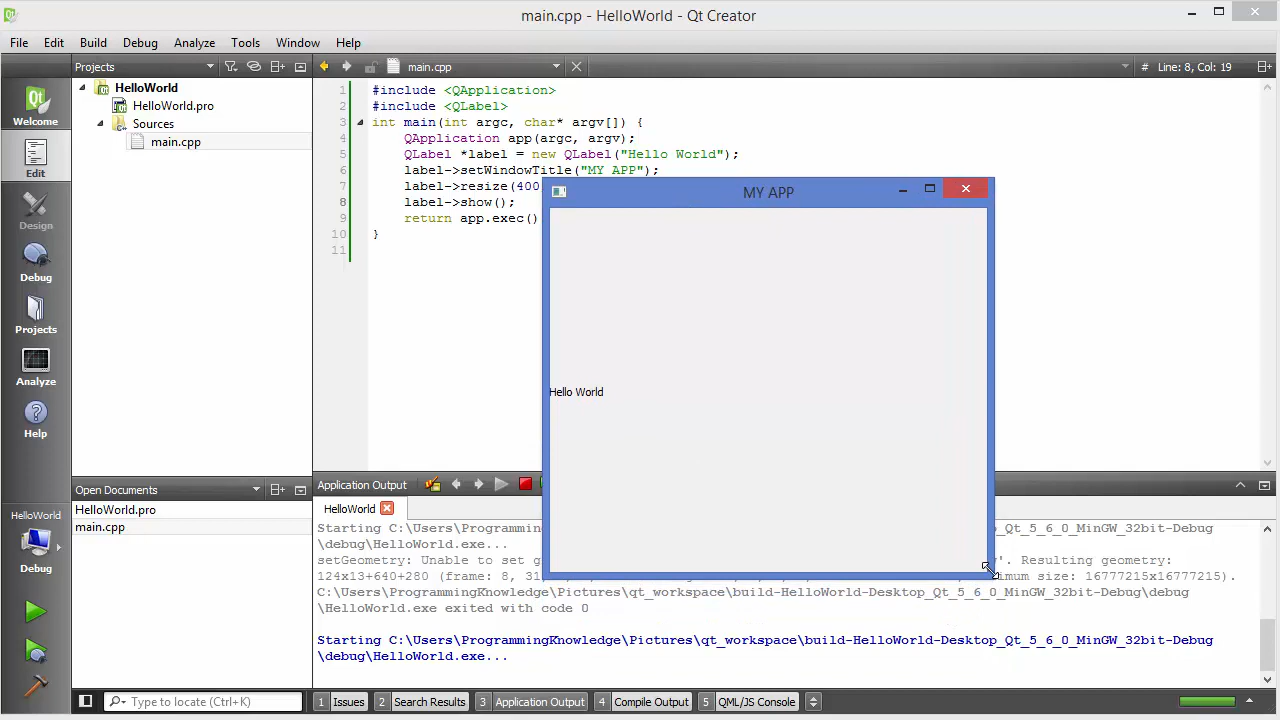 main.cpp - HelloWorld - Qt Creator
File Edit Build Debug Analyze Tools Window Help
Projects
main.cpp
# Line: 8, Col: 19
Welcome
Edit
Design
Debug
Projects
Analyze
Help
HelloWorld
Debug
HelloWorld
HelloWorld.pro
Sources
main.cpp
1 #include <QApplication>
2 #include <QLabel>
3 int main(int argc, char* argv[]) {
4 QApplication app(argc, argv);
5 QLabel *label = new QLabel("Hello World");
6 label->setWindowTitle("MY APP");
7 label->resize(400
8 label->show();
9 return app.exec()
10 }
11
MY APP
Hello World
Open Documents
HelloWorld.pro
main.cpp
Application Output
HelloWorld
Starting C:\Users\Programming _Qt_5_6_0_MinGW_32bit-Debug
\debug\HelloWorld.exe...
setGeometry: Unable to set '. Resulting geometry:
124x13+640+280 (frame: 8, 31 size: 16777215x16777215).
C:\Users\ProgrammingKnowledge\Pictures\qt_workspace\build-HelloWorld-Desktop_Qt_5_6_0_MinGW_32bit-Debug\debug
\HelloWorld.exe exited with code 0
Starting C:\Users\ProgrammingKnowledge\Pictures\qt_workspace\build-HelloWorld-Desktop_Qt_5_6_0_MinGW_32bit-Debug
\debug\HelloWorld.exe...
Type to locate (Ctrl+K) 1 Issues 2 Search Results 3 Application Output 4 Compile Output 5 QML/JS Console